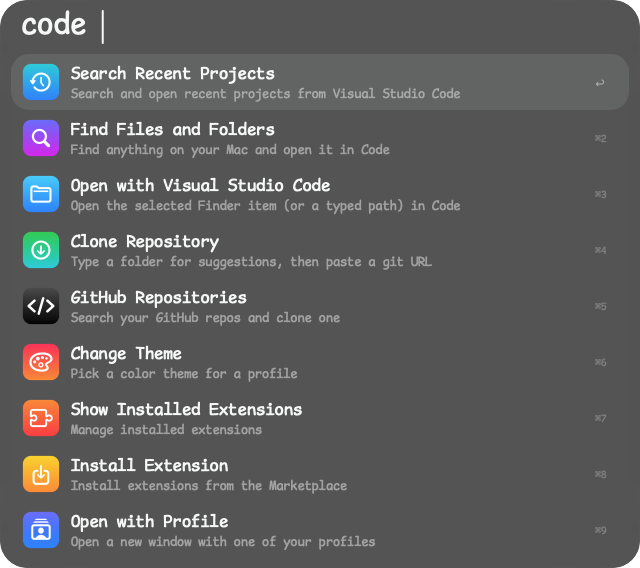 code
Search Recent Projects
Search and open recent projects from Visual Studio Code
↩
Find Files and Folders
Find anything on your Mac and open it in Code
⌘2
Open with Visual Studio Code
Open the selected Finder item (or a typed path) in Code
⌘3
Clone Repository
Type a folder for suggestions, then paste a git URL
⌘4
GitHub Repositories
Search your GitHub repos and clone one
⌘5
Change Theme
Pick a color theme for a profile
⌘6
Show Installed Extensions
Manage installed extensions
⌘7
Install Extension
Install extensions from the Marketplace
⌘8
Open with Profile
Open a new window with one of your profiles
⌘9